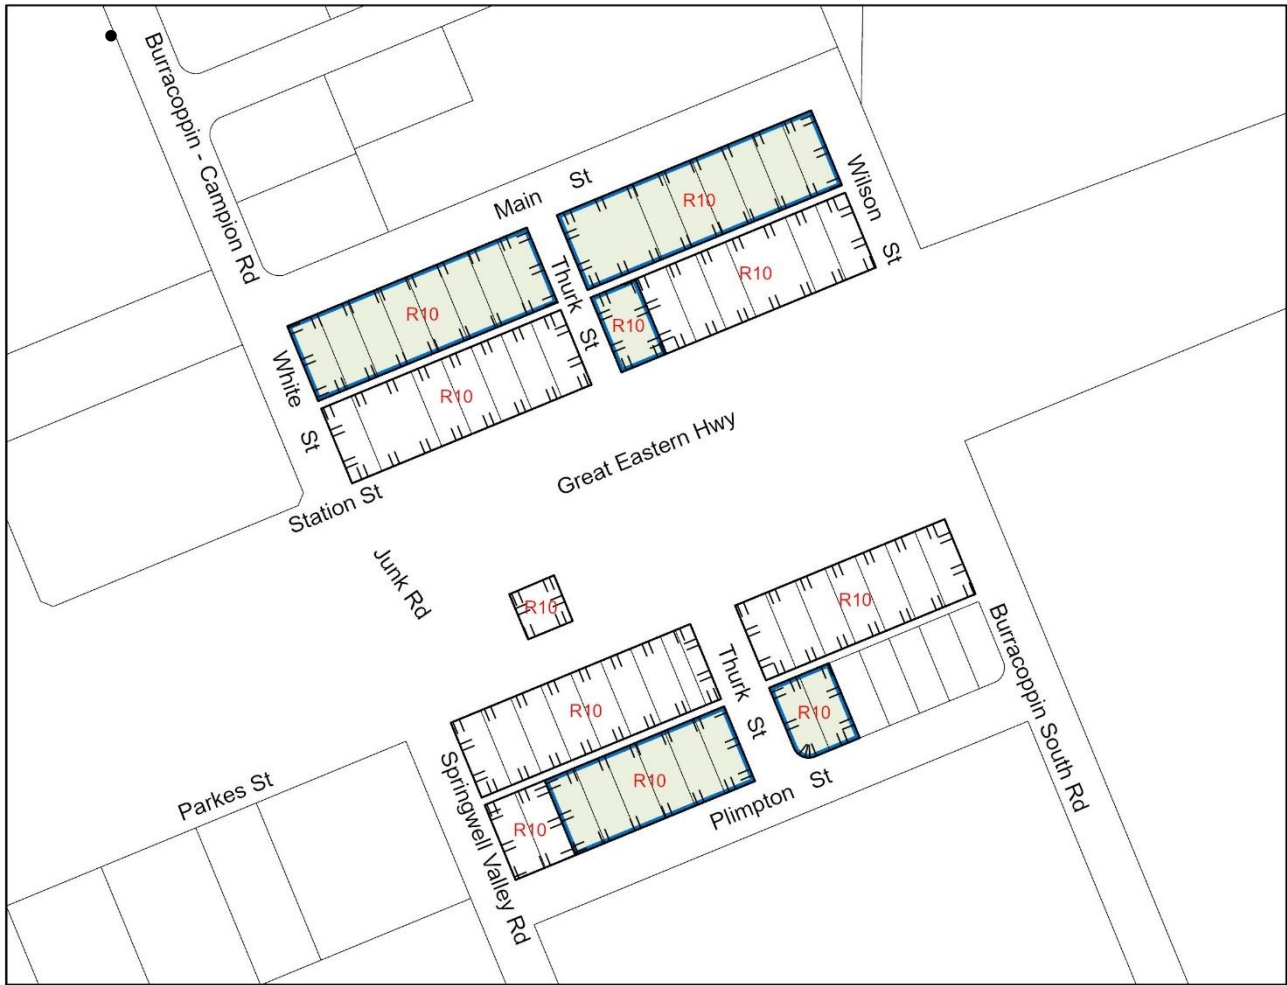 Burracoppin - Campion Rd
Main St
Wilson St
R10
R10
R10
R10
Thurk St
White St
R10
Great Eastern Hwy
Station St
Junk Rd
R10
R10
Thurk St
R10
R10
Burracoppin South Rd
Parkes St
Springwell Valley Rd
R10
R10
Plimpton St